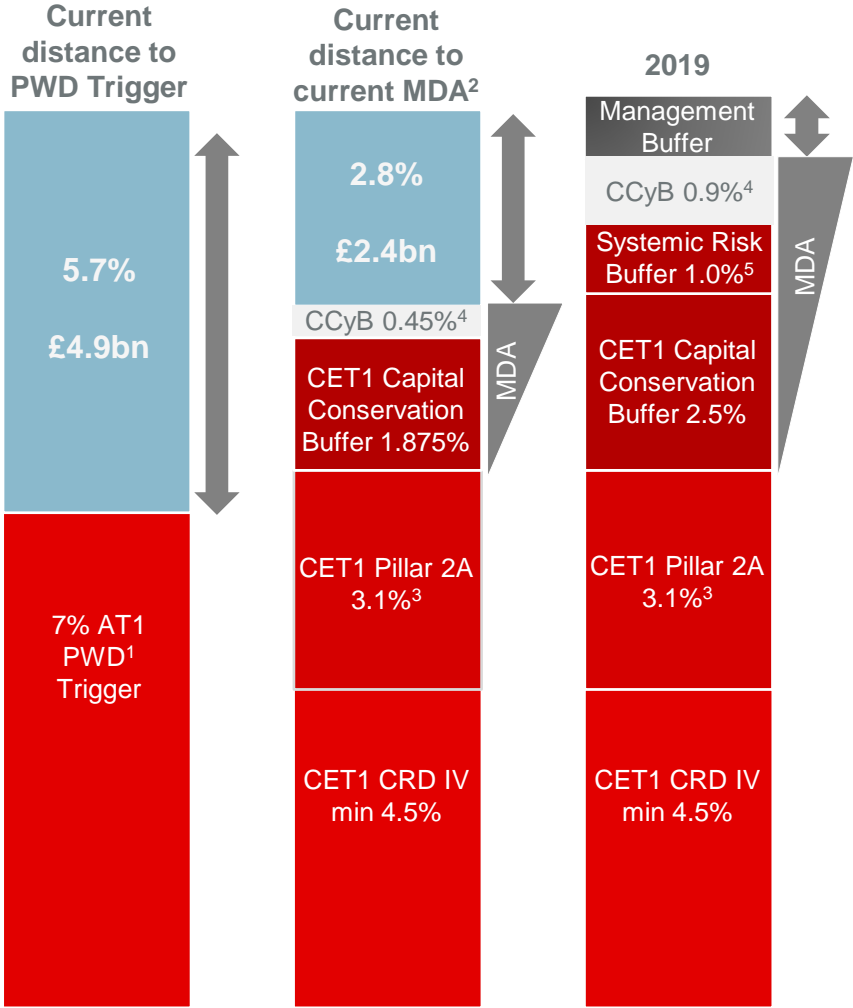 Current
distance to
PWD Trigger
5.7%
£4.9bn
7% AT1
PWD¹
Trigger
Current
distance to
current MDA²
2.8%
£2.4bn
CCyB 0.45%⁴
CET1 Capital
Conservation
Buffer 1.875%
MDA
CET1 Pillar 2A
3.1%³
CET1 CRD IV
min 4.5%
2019
Management
Buffer
CCyB 0.9%⁴
Systemic Risk
Buffer 1.0%⁵
CET1 Capital
Conservation
Buffer 2.5%
MDA
CET1 Pillar 2A
3.1%³
CET1 CRD IV
min 4.5%